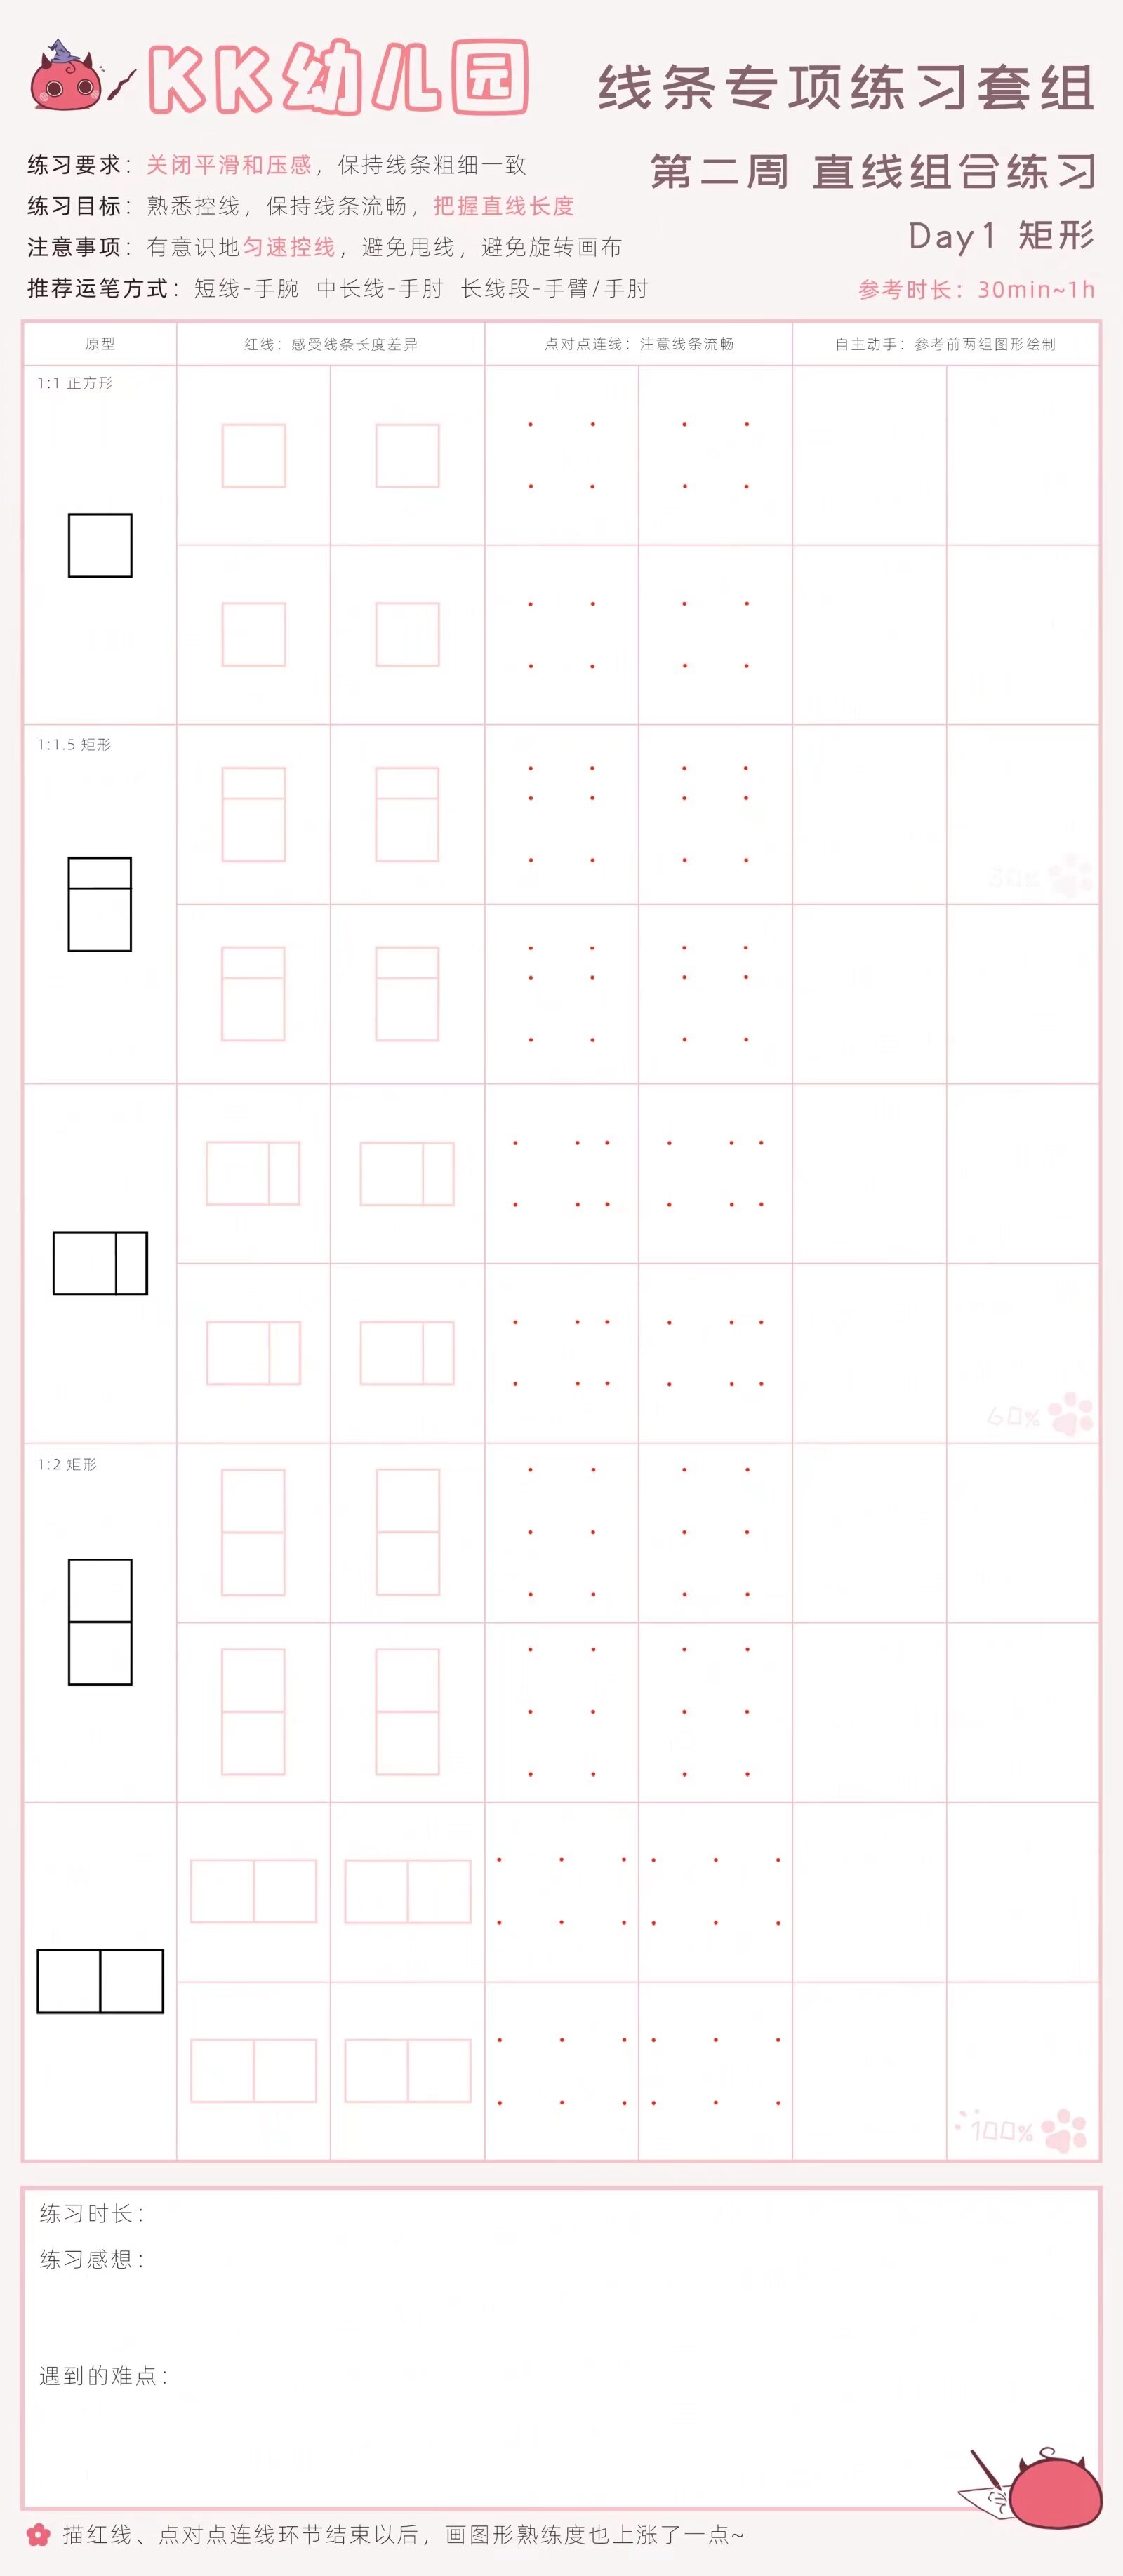 KK幼儿园
线条专项练习套组
第二周 直线组合练习
Day1 矩形
参考时长：30min~1h
练习要求：关闭平滑和压感，保持线条粗细一致
练习目标：熟悉控线，保持线条流畅，把握直线长度
注意事项：有意识地匀速控线，避免甩线，避免旋转画布
推荐运笔方式：短线-手腕 中长线-手肘 长线段-手臂/手肘
原型
红线：感受线条长度差异
点对点连线：注意线条流畅
自主动手：参考前两组图形绘制
1:1 正方形
1:1.5 矩形
60%
1:2 矩形
100%
练习时长：
练习感想：
遇到的难点：
描红线、点对点连线环节结束以后，画图形熟练度也上涨了一点~